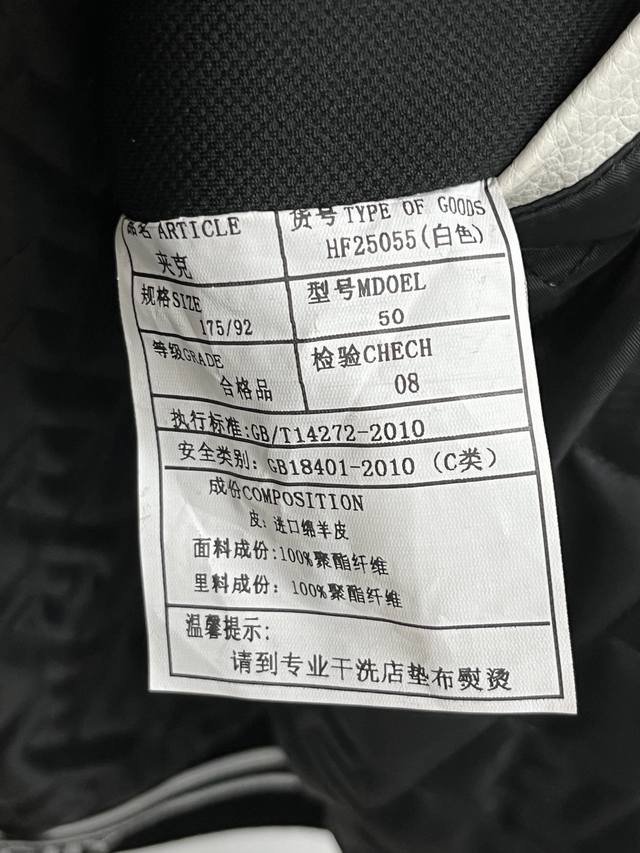 品名ARTICLE
夹克
货号TYPE OF GOODS
HF25055(白色)
规格SIZE
175/92
型号MDOEL
50
等级GRADE
合格品
检验CHECH
08
执行标准:GB/T14272-2010
安全类别: GB18401-2010 (C类)
成份COMPOSITION
皮: 进口绵羊皮
面料成份:100%聚酯纤维
里料成份: 100%聚酯纤维
温馨提示:
请到专业干洗店垫布熨烫